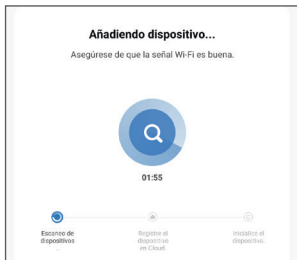 Añadiendo dispositivo...
Asegúrese de que la señal Wi-Fi es buena.
01:55
Escaneo de
dispositivos
...
Registre el
dispositivo
en Cloud.
Inicialice el
dispositivo.